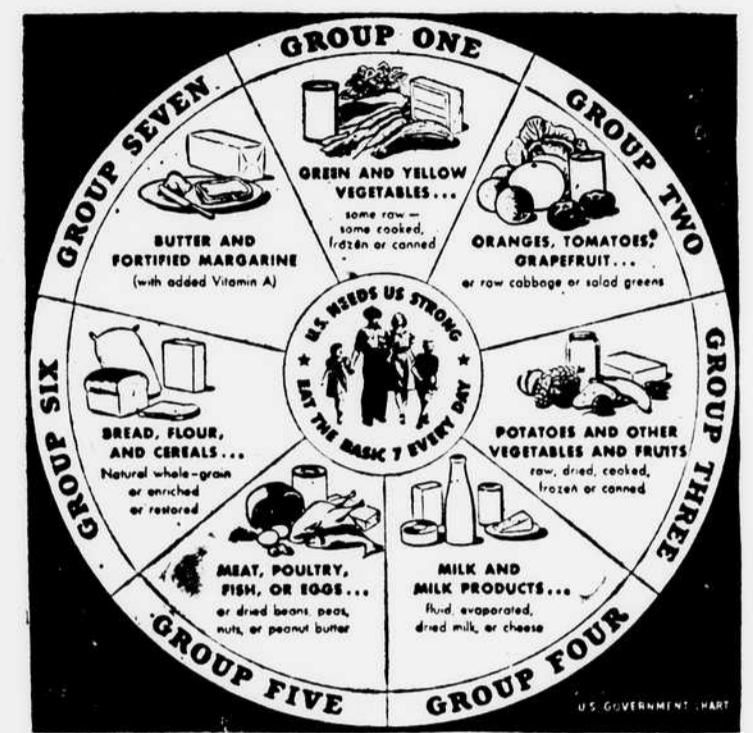 GROUP ONE
GREEN AND YELLOW
VEGETABLES...
some raw —
some cooked,
frozen or canned
GROUP TWO
ORANGES, TOMATOES,
GRAPEFRUIT...
or raw cabbage or salad greens
GROUP THREE
POTATOES AND OTHER
VEGETABLES AND FRUITS
raw, dried, cooked,
frozen or canned
GROUP FOUR
MILK AND
MILK PRODUCTS...
fluid, evaporated,
dried milk, or cheese
GROUP FIVE
MEAT, POULTRY,
FISH, OR EGGS...
or dried beans, peas,
nuts, or peanut butter
GROUP SIX
BREAD, FLOUR,
AND CEREALS...
Natural whole-grain
or enriched
or restored
GROUP SEVEN
BUTTER AND
FORTIFIED MARGARINE
(with added Vitamin A)
U.S. NEEDS US STRONG
EAT THE BASIC 7 EVERY DAY
U.S. GOVERNMENT CHART